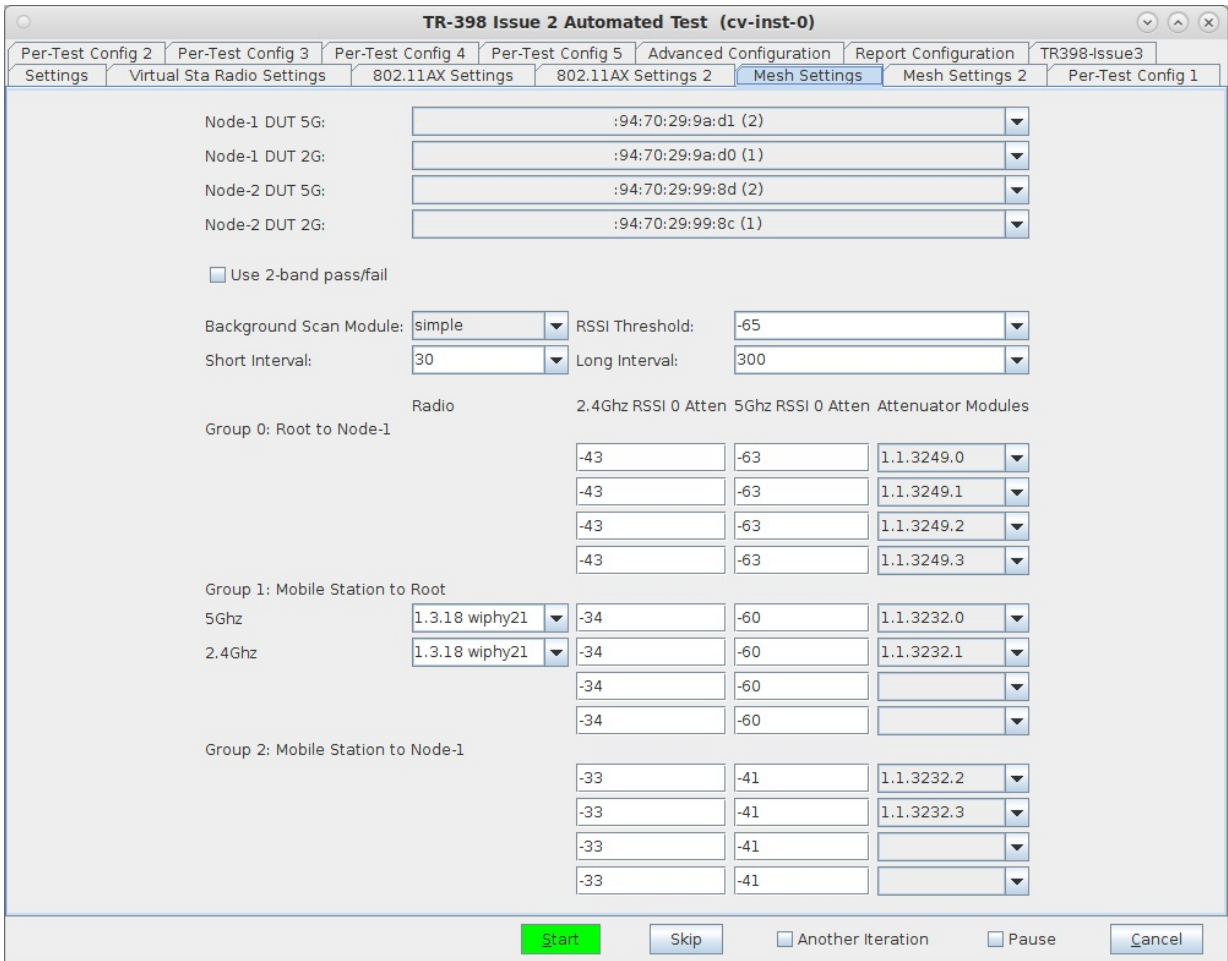 TR-398 Issue 2 Automated Test (cv-inst-0)
Per-Test Config 2 Per-Test Config 3 Per-Test Config 4 Per-Test Config 5 Advanced Configuration Report Configuration TR398-Issue3
Settings Virtual Sta Radio Settings 802.11AX Settings 802.11AX Settings 2 Mesh Settings Mesh Settings 2 Per-Test Config 1
Node-1 DUT 5G: :94:70:29:9a:d1 (2)
Node-1 DUT 2G: :94:70:29:9a:d0 (1)
Node-2 DUT 5G: :94:70:29:99:8d (2)
Node-2 DUT 2G: :94:70:29:99:8c (1)
Use 2-band pass/fail
Background Scan Module: simple RSSI Threshold: -65
Short Interval: 30 Long Interval: 300
Radio 2.4Ghz RSSI 0 Atten 5Ghz RSSI 0 Atten Attenuator Modules
Group 0: Root to Node-1
-43 -63 1.1.3249.0
-43 -63 1.1.3249.1
-43 -63 1.1.3249.2
-43 -63 1.1.3249.3
Group 1: Mobile Station to Root
5Ghz 1.3.18 wiphy21 -34 -60 1.1.3232.0
2.4Ghz 1.3.18 wiphy21 -34 -60 1.1.3232.1
-34 -60
-34 -60
Group 2: Mobile Station to Node-1
-33 -41 1.1.3232.2
-33 -41 1.1.3232.3
-33 -41
-33 -41
Start Skip Another Iteration Pause Cancel